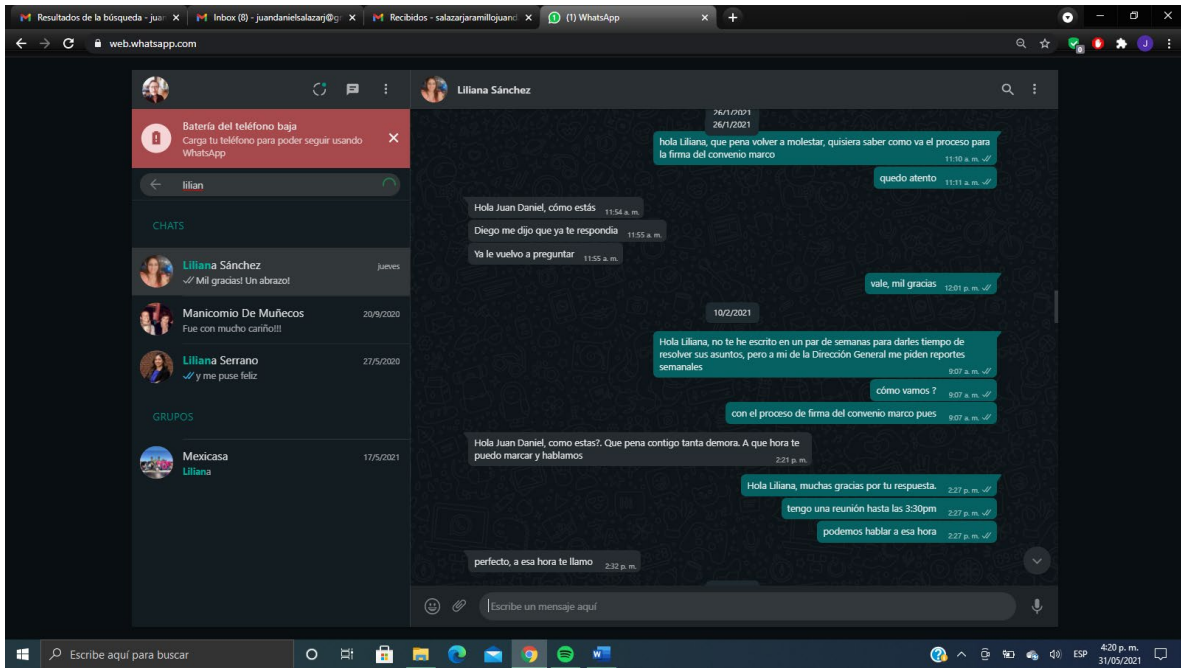 Resultados de la búsqueda - juan
Inbox (8) - juandanielsalazarj@g
Recibidos - salazarjaramillojuand
(1) WhatsApp
web.whatsapp.com
J
Batería del teléfono baja
Carga tu teléfono para poder seguir usando
WhatsApp
lilian
CHATS
Liliana Sánchez
jueves
Mil gracias! Un abrazo!
Manicomio De Muñecos
20/9/2020
Fue con mucho cariño!!!
Liliana Serrano
27/5/2020
y me puse feliz
GRUPOS
Mexicasa
17/5/2021
Liliana
Liliana Sánchez
26/1/2021
26/1/2021
hola Liliana, que pena volver a molestar, quisiera saber como va el proceso para
la firma del convenio marco
11:10 a. m.
quedo atento 11:11 a. m.
Hola Juan Daniel, cómo estás 11:54 a. m.
Diego me dijo que ya te respondia 11:55 a. m.
Ya le vuelvo a preguntar 11:55 a. m.
vale, mil gracias 12:01 p. m.
10/2/2021
Hola Liliana, no te he escrito en un par de semanas para darles tiempo de
resolver sus asuntos, pero a mi de la Dirección General me piden reportes
semanales
9:07 a. m.
cómo vamos ? 9:07 a. m.
con el proceso de firma del convenio marco pues 9:07 a. m.
Hola Juan Daniel, como estas?. Que pena contigo tanta demora. A que hora te
puedo marcar y hablamos
2:21 p. m.
Hola Liliana, muchas gracias por tu respuesta. 2:27 p. m.
tengo una reunión hasta las 3:30pm 2:27 p. m.
podemos hablar a esa hora 2:27 p. m.
perfecto, a esa hora te llamo 2:32 p. m.
Escribe un mensaje aquí
Escribe aquí para buscar
ESP
4:20 p. m.
31/05/2021